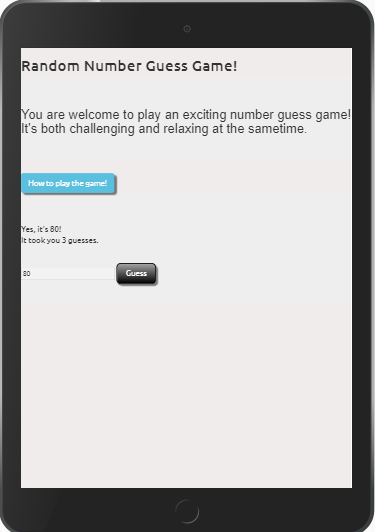 Random Number Guess Game!
You are welcome to play an exciting number guess game!
It's both challenging and relaxing at the sametime.
How to play the game!
Yes, it's 80!
It took you 3 guesses.
80 Guess